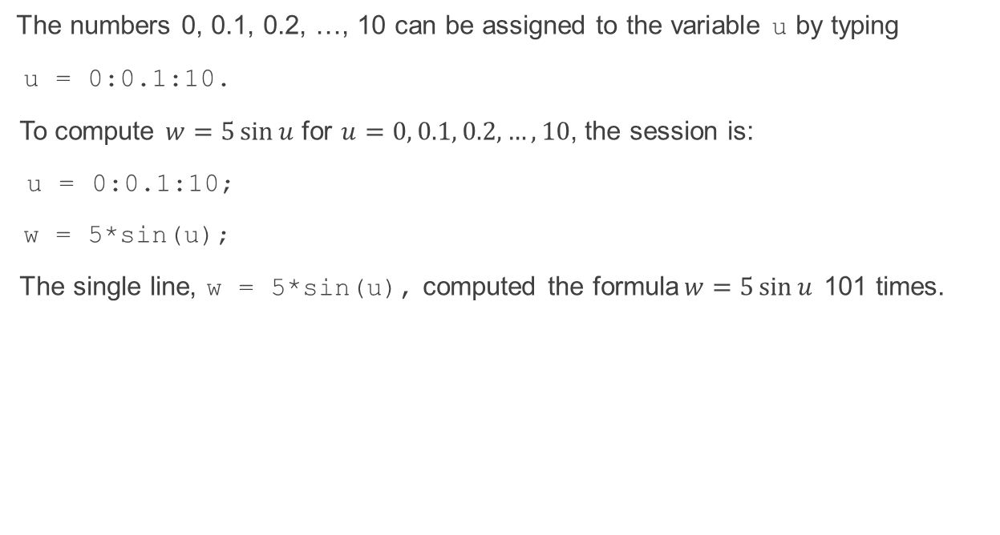 The numbers 0, 0.1, 0.2, …, 10 can be assigned to the variable u by typing
u = 0:0.1:10.
To compute w = 5 sin u for u = 0, 0.1, 0.2, … , 10, the session is:
u = 0:0.1:10;
w = 5*sin(u);
The single line, w = 5*sin(u), computed the formula w = 5 sin u 101 times.